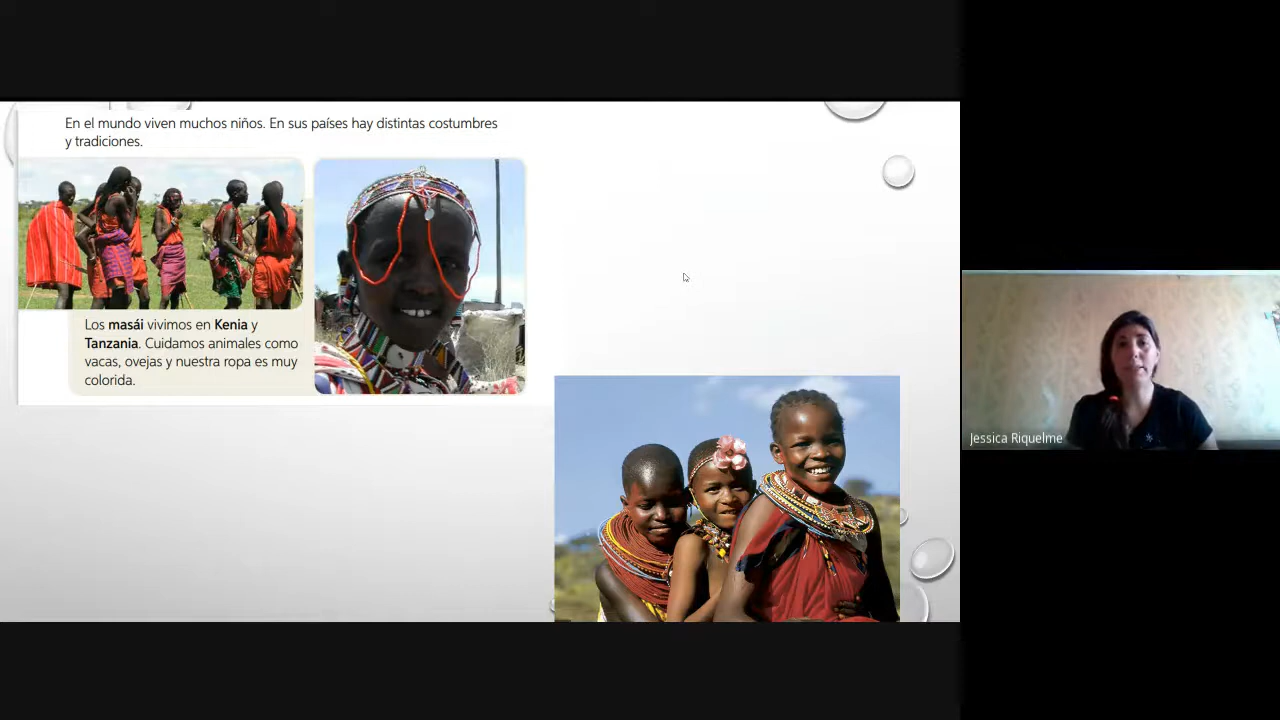 En el mundo viven muchos niños. En sus países hay distintas costumbres
y tradiciones.
Los masái vivimos en Kenia y
Tanzania. Cuidamos animales como
vacas, ovejas y nuestra ropa es muy
colorida.
Jessica Riquelme